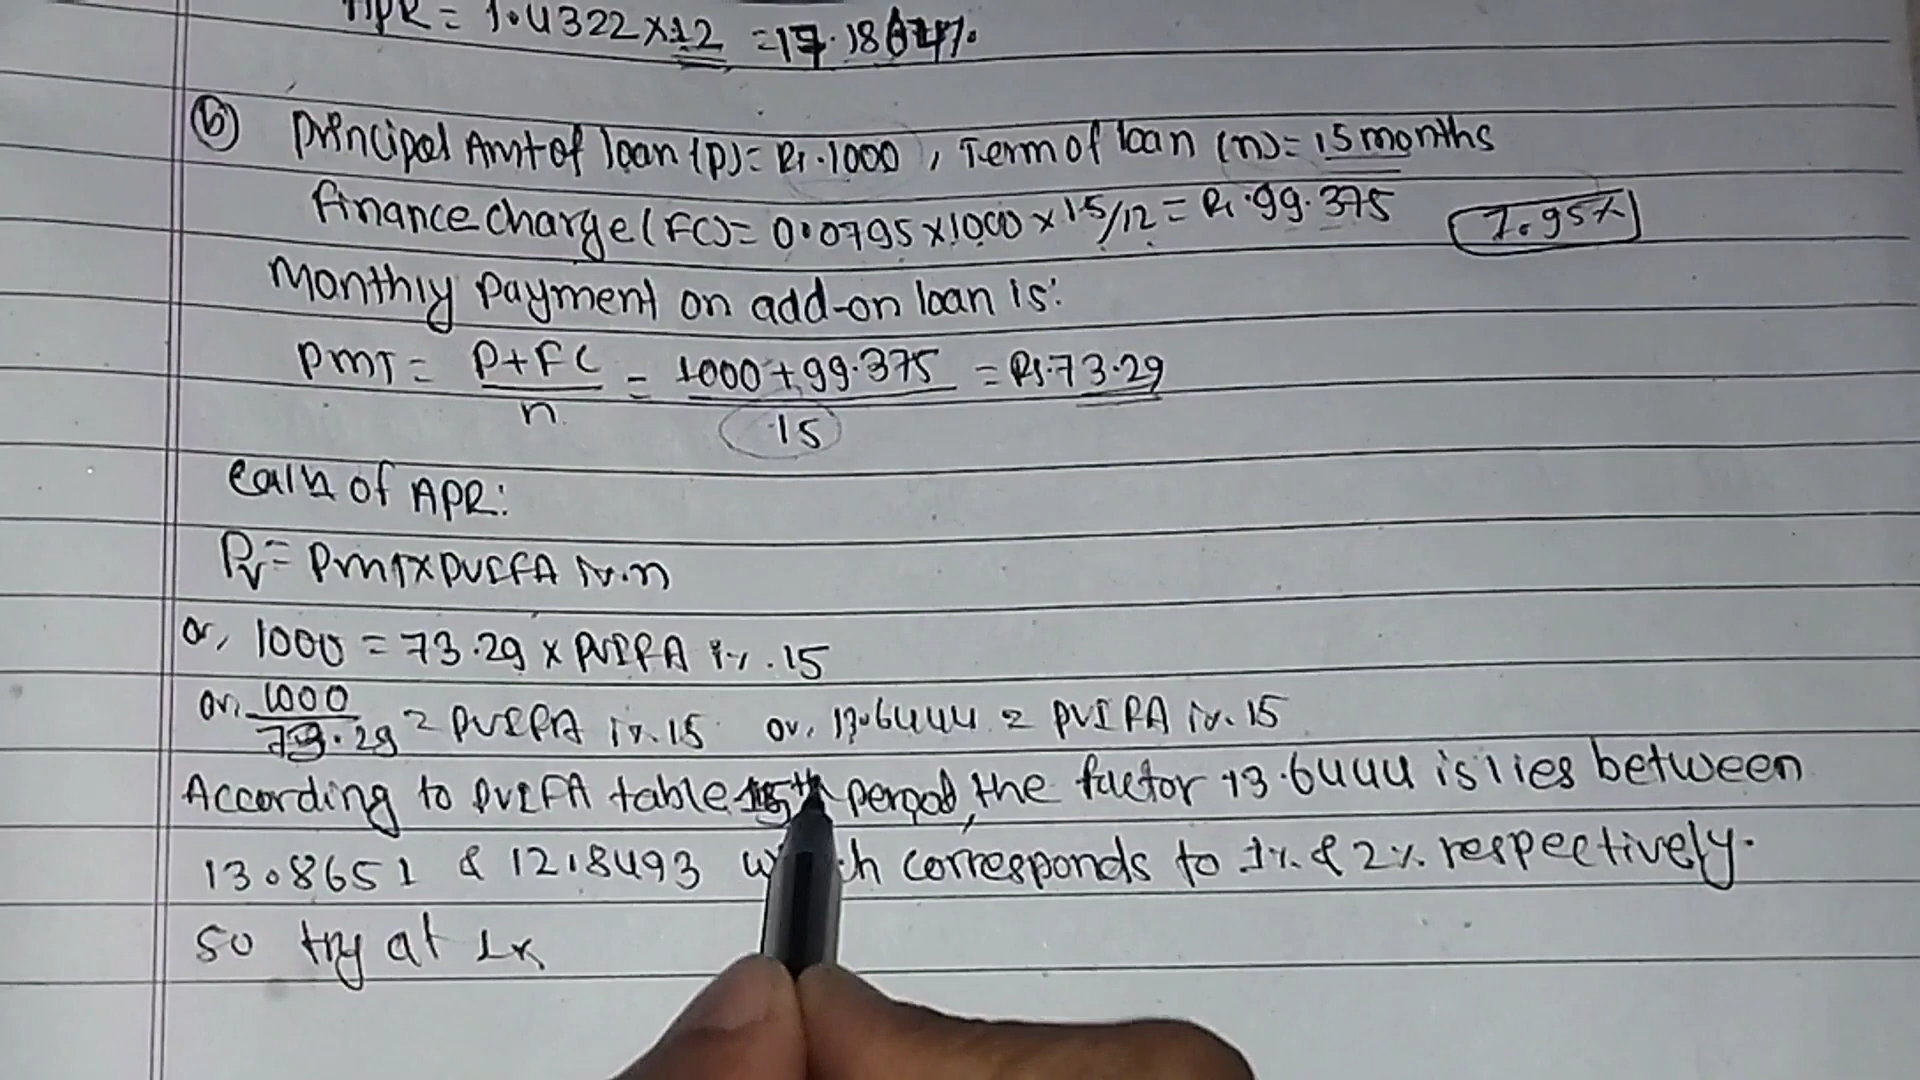 APR = 1.4322 × 12 = 17.1864%.
(b) Principal Amt of loan (P) = Rs.1000, Term of loan (n) = 15 months
finance charge (FC) = 0.0795 × 1000 × 15/12 = Rs.99.375 7.95%
Monthly payment on add-on loan is:
PMT = P+FC / n = 1000+99.375 / 15 = Rs.73.29
caln of APR:
Pv = PMT × PVIFA i%.n
or, 1000 = 73.29 × PVIFA i%.15
or, 1000 / 73.29 = PVIFA i%.15 or, 13.6444 = PVIFA i%.15
According to PVIFA table 15th period, the factor 13.6444 is lies between
13.8651 & 12.8493 which corresponds to 1% & 2% respectively.
so try at 1%